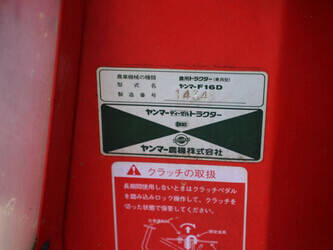 農業機械の種類 農用トラクター(乗用型)
型式名 ヤンマーF16D
製造番号
ヤンマーディーゼルトラクター
ヤンマー農機株式会社
クラッチの取扱
長期間使用しないときはクラッチペダル
を踏み込みロック操作して、クラッチを
切った状態で保管してください。